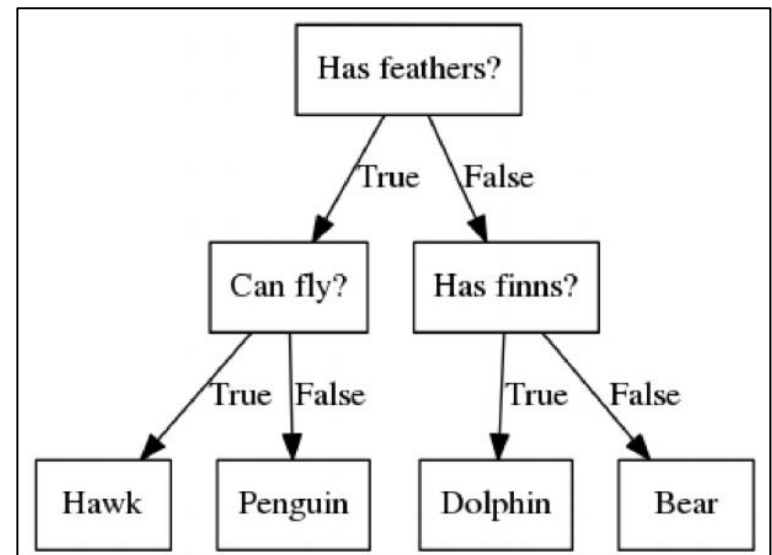 Has feathers?
True
False
Can fly?
Has finns?
True
False
True
False
Hawk
Penguin
Dolphin
Bear